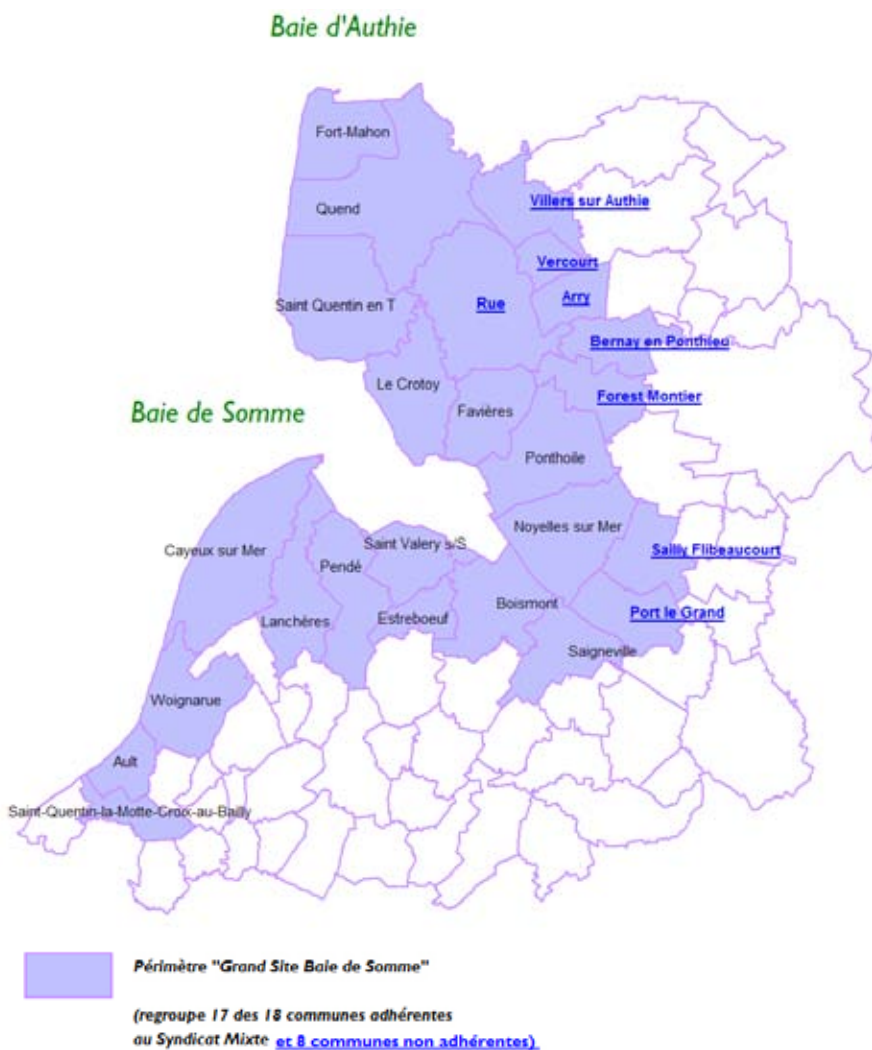 Baie d'Authie
Fort-Mahon
Villers sur Authie
Quend
Vercourt
Saint Quentin en T
Rue
Arry
Bernay en Ponthieu
Le Crotoy
Forest Montier
Baie de Somme
Favières
Ponthoile
Noyelles sur Mer
Cayeux sur Mer
Saint Valery s/S
Sailly Flibeaucourt
Pendé
Boismont
Port le Grand
Lanchères
Estreboeuf
Saigneville
Woignarue
Ault
Saint-Quentin-la-Motte-Croix-au-Bailly
Périmètre "Grand Site Baie de Somme"
(regroupe 17 des 18 communes adhérentes
au Syndicat Mixte et 8 communes non adhérentes)